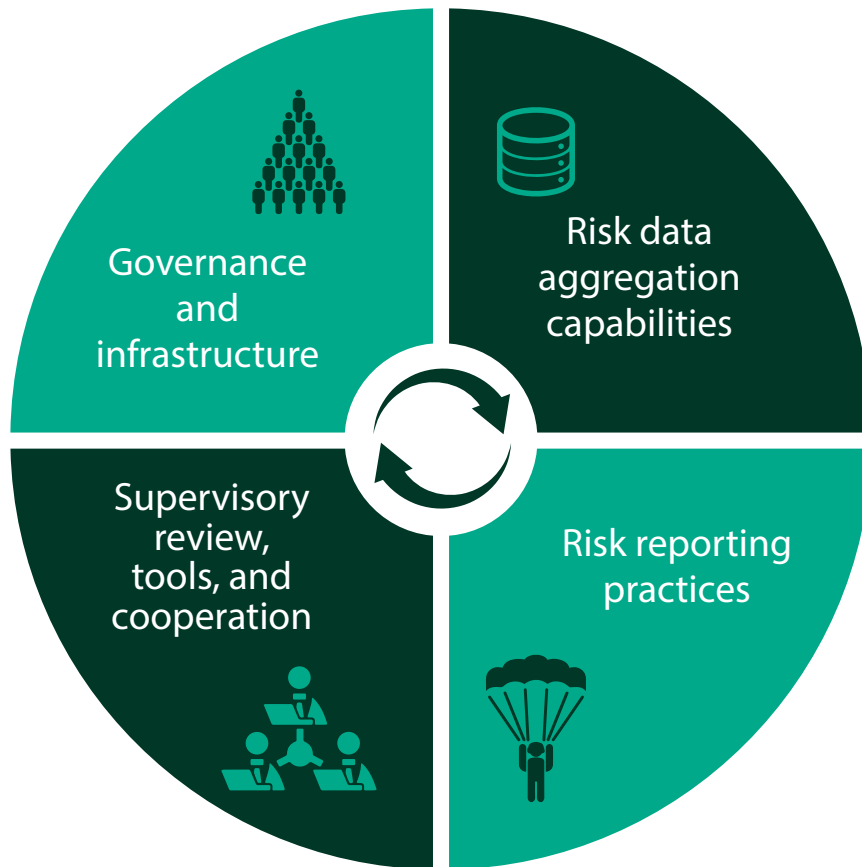 Governance
and
infrastructure
Risk data
aggregation
capabilities
Supervisory
review,
tools, and
cooperation
Risk reporting
practices